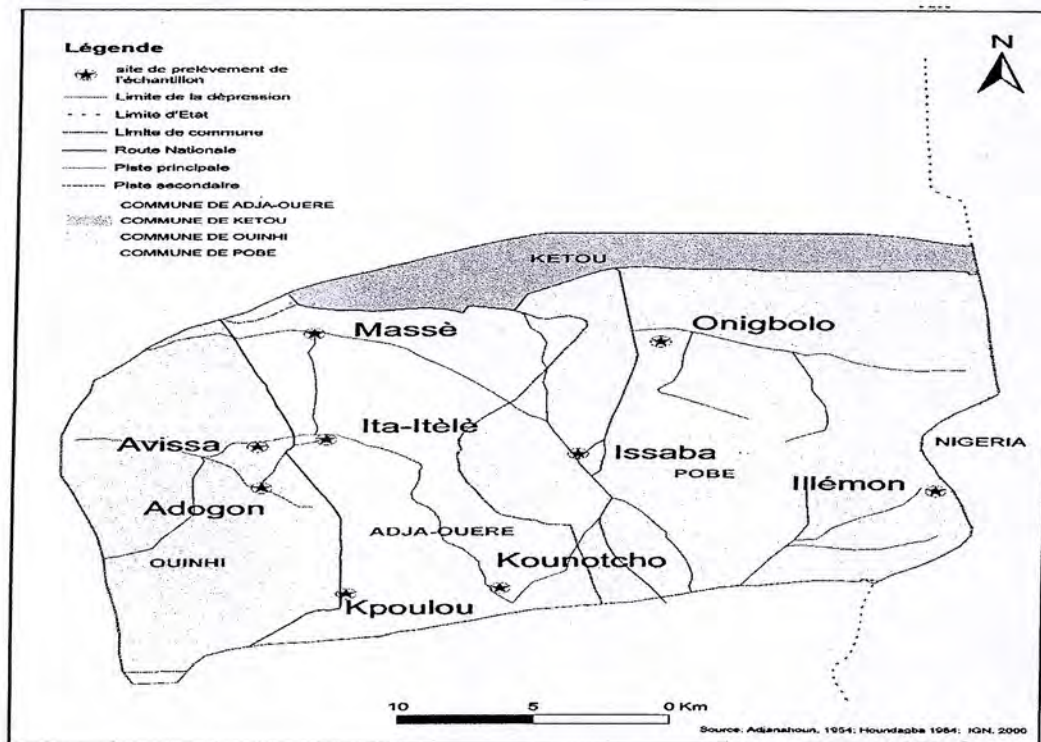 Légende
site de prelèvement de
l'échantillon
Limite de la dépression
Limite d'Etat
Limite de commune
Route Nationale
Piste principale
Piste secondaire
COMMUNE DE ADJA-OUERE
COMMUNE DE KETOU
COMMUNE DE OUINHI
COMMUNE DE POBE
N
KETOU
Massè
Onigbolo
Avissa
Ita-Itèlè
Issaba
NIGERIA
POBE
Illémon
Adogon
ADJA-OUERE
OUINHI
Kounotcho
Kpoulou
10 5 0 Km
Source: Adjanahoun, 1954; Houndagba 1984; IGN, 2000